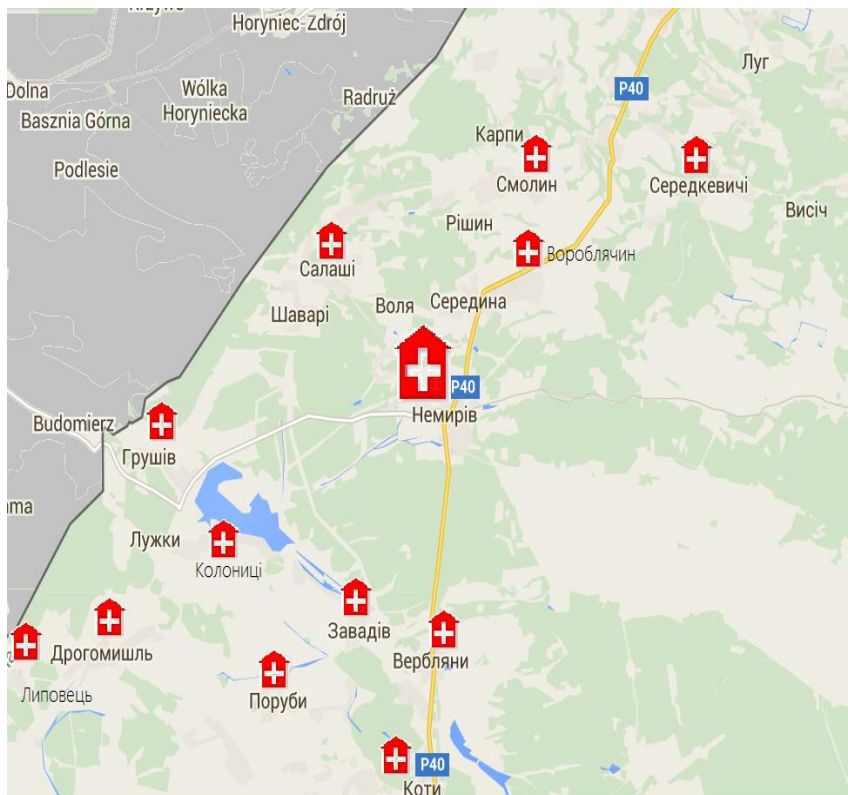 Horyniec-Zdrój
Луг
Dolna
Wólka
Horyniecka
P40
Radruż
Basznia Górna
Карпи
Podlesie
Смолин
Середкевичі
Висіч
Рішин
Вороблячин
Салаші
Шаварі
Воля
Середина
P40
Немирів
Budomierz
Грушів
Лужки
Колониці
Завадів
Дрогомишль
Вербляни
Липовець
Поруби
P40
Коти